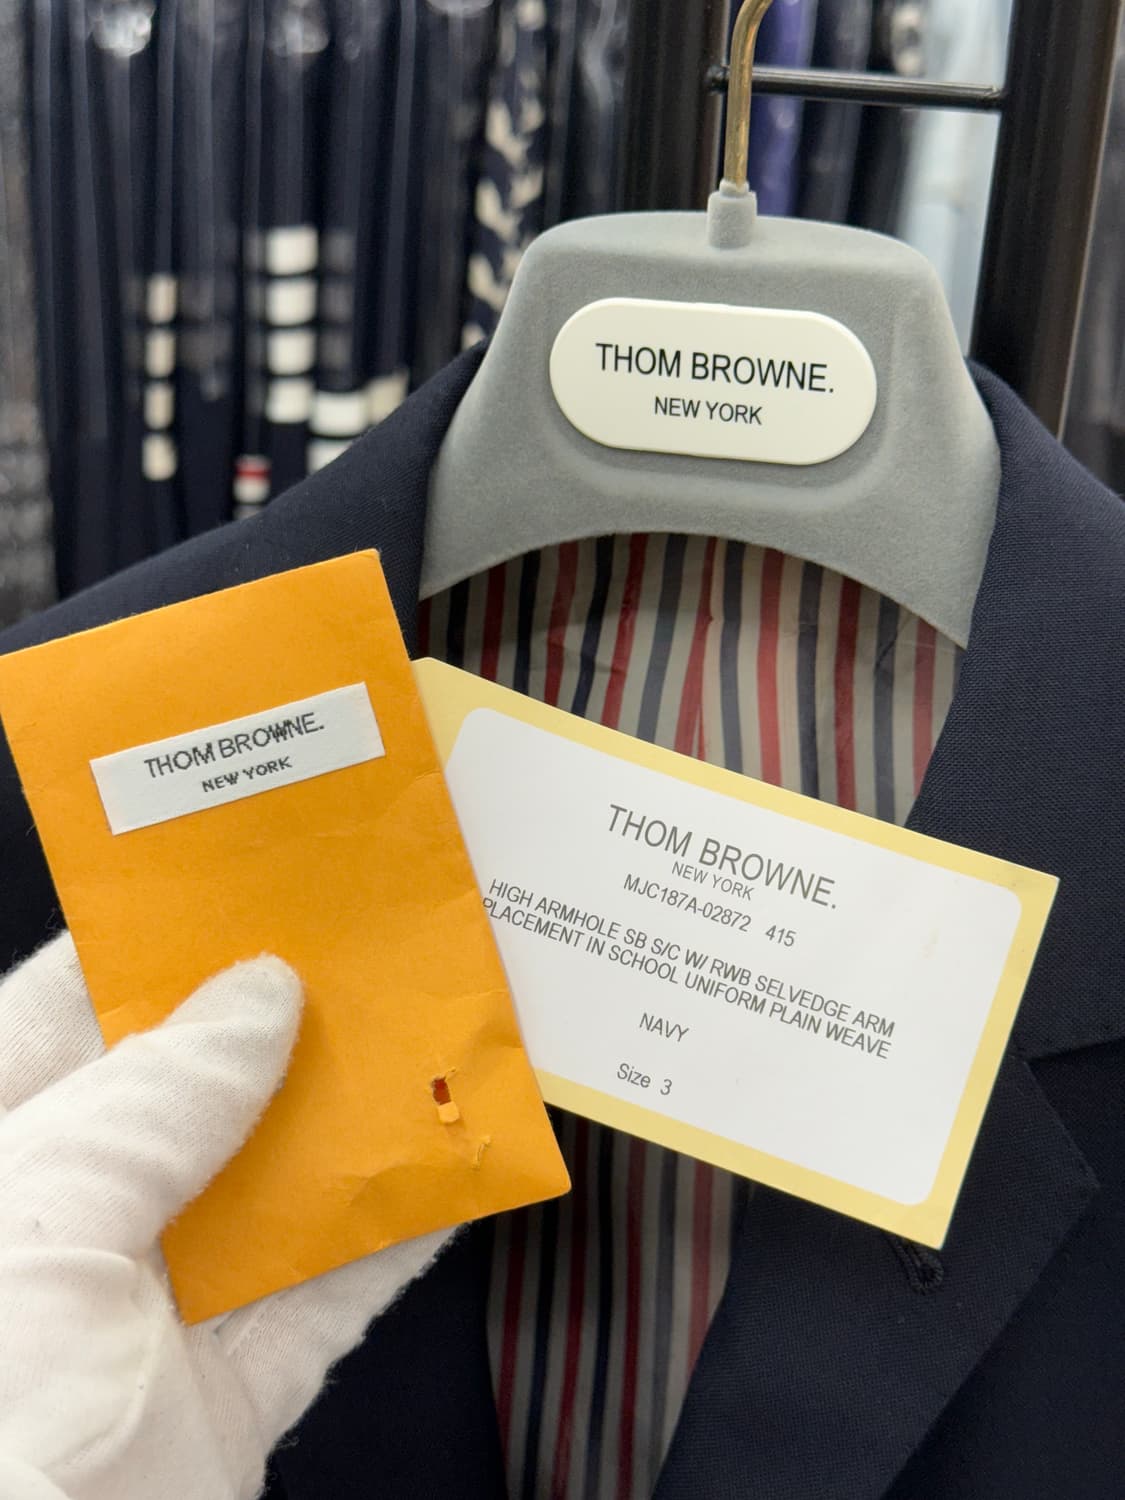 THOM BROWNE.
NEW YORK
THOM BROWNE.
NEW YORK
THOM BROWNE.
NEW YORK
MJC187A-02872 415
HIGH ARMHOLE SB S/C W/ RWB SELVEDGE ARM
PLACEMENT IN SCHOOL UNIFORM PLAIN WEAVE
NAVY
Size 3